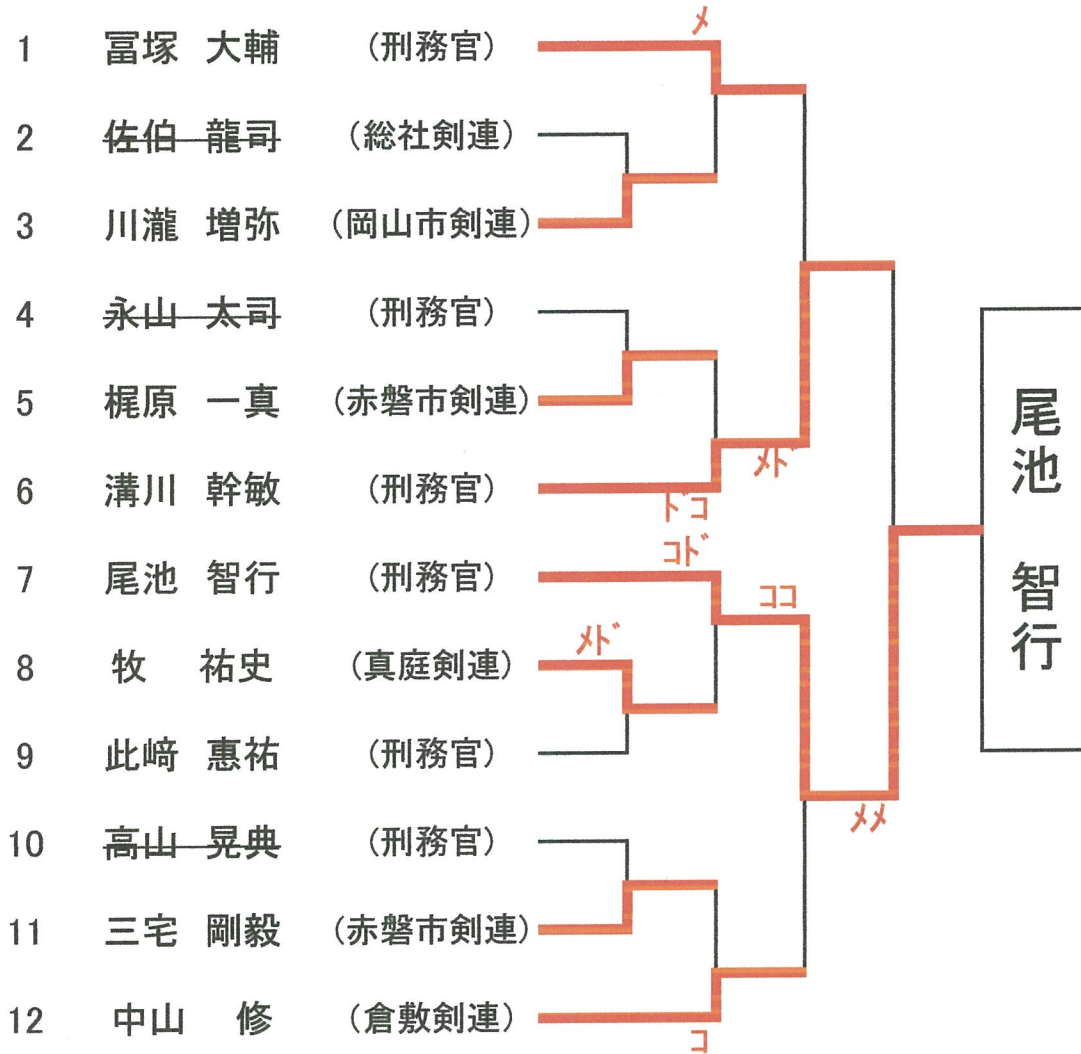 メ
1 冨塚 大輔 (刑務官)
2 佐伯 龍司 (総社剣連)
3 川瀧 増弥 (岡山市剣連)
4 永山 太司 (刑務官)
5 梶原 一真 (赤磐市剣連)
メド
6 溝川 幹敏 (刑務官)
ドコ
コド
7 尾池 智行 (刑務官)
ココ
メド
8 牧 祐史 (真庭剣連)
9 此﨑 惠祐 (刑務官)
メメ
10 高山 晃典 (刑務官)
11 三宅 剛毅 (赤磐市剣連)
12 中山 修 (倉敷剣連)
コ
尾池 智行